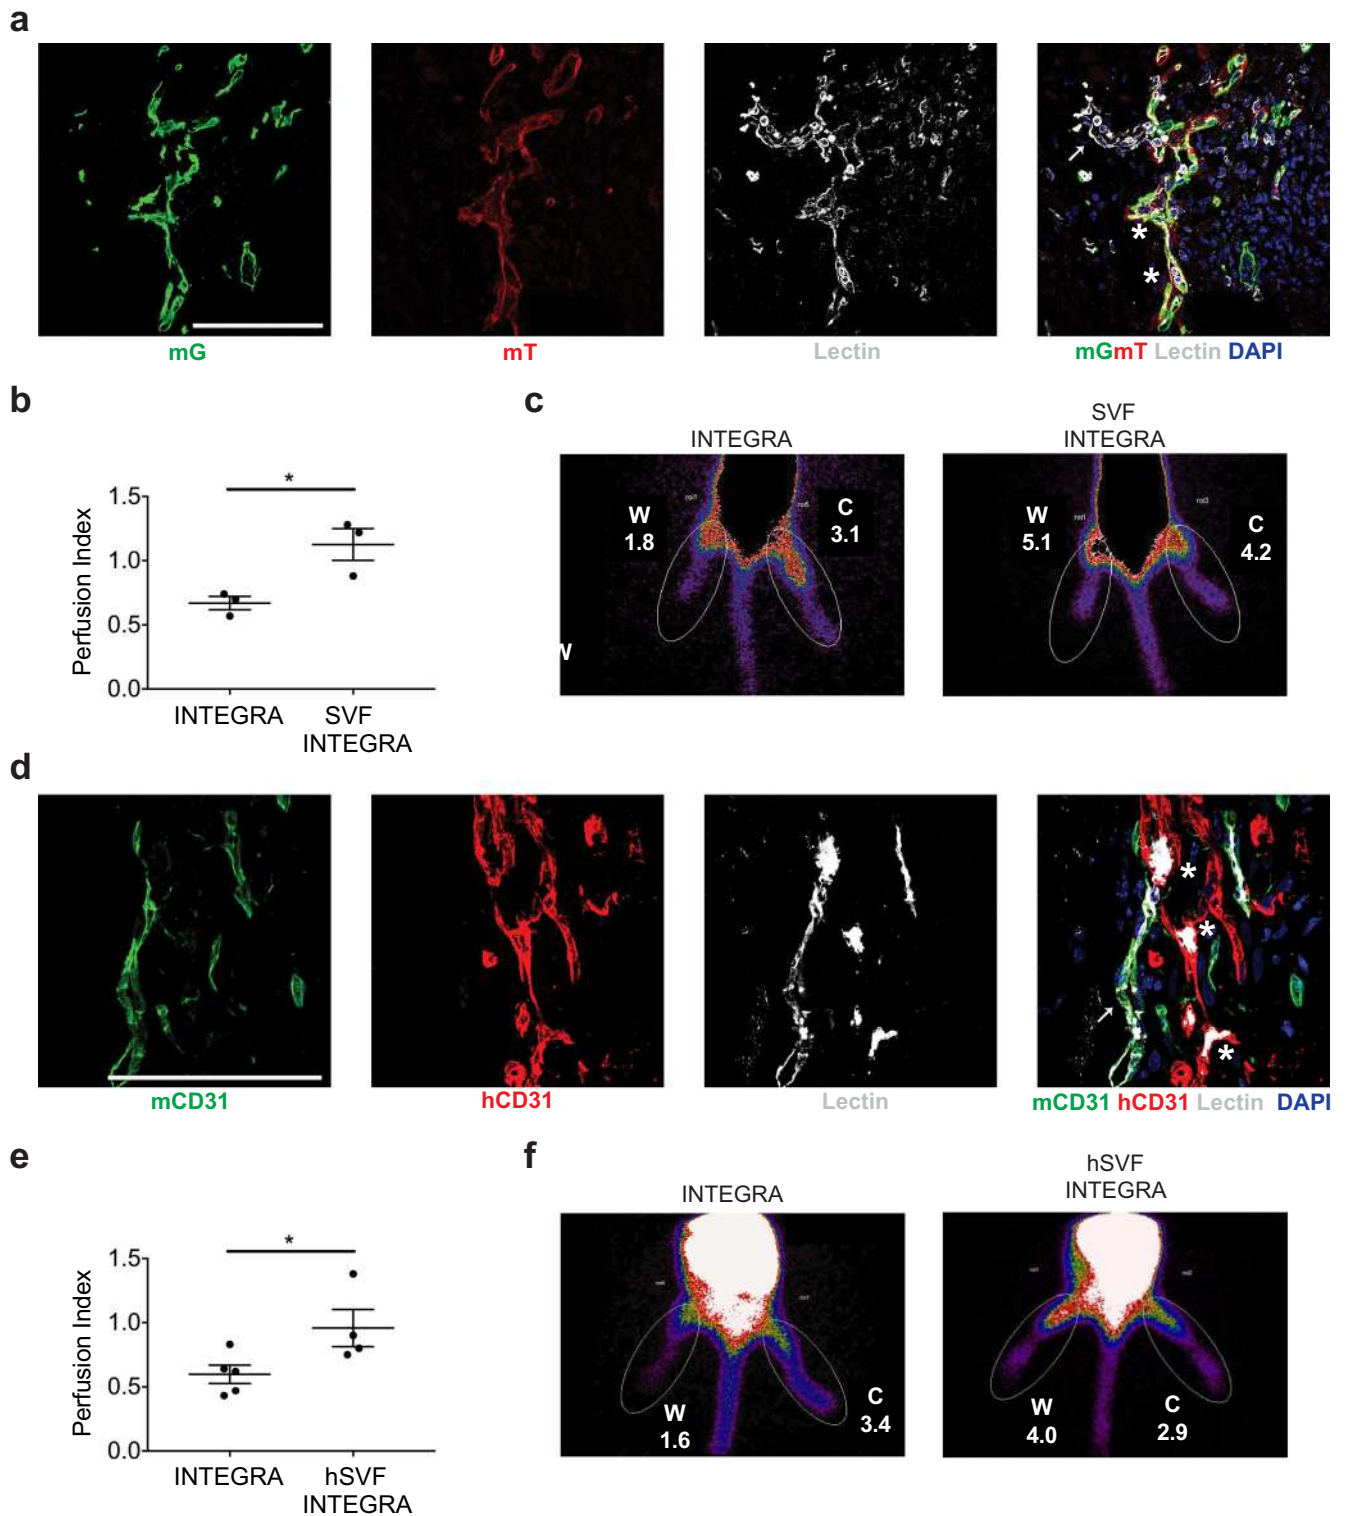 a
mG
mT
Lectin
mGmT Lectin DAPI
*
*
b
*
Perfusion Index
1.5
1.0
0.5
0.0
INTEGRA
SVF
INTEGRA
c
INTEGRA
W
1.8
C
3.1
W
SVF
INTEGRA
W
5.1
C
4.2
d
mCD31
hCD31
Lectin
mCD31 hCD31 Lectin DAPI
*
*
*
e
*
Perfusion Index
1.5
1.0
0.5
0.0
INTEGRA
hSVF
INTEGRA
f
INTEGRA
W
1.6
C
3.4
hSVF
INTEGRA
W
4.0
C
2.9